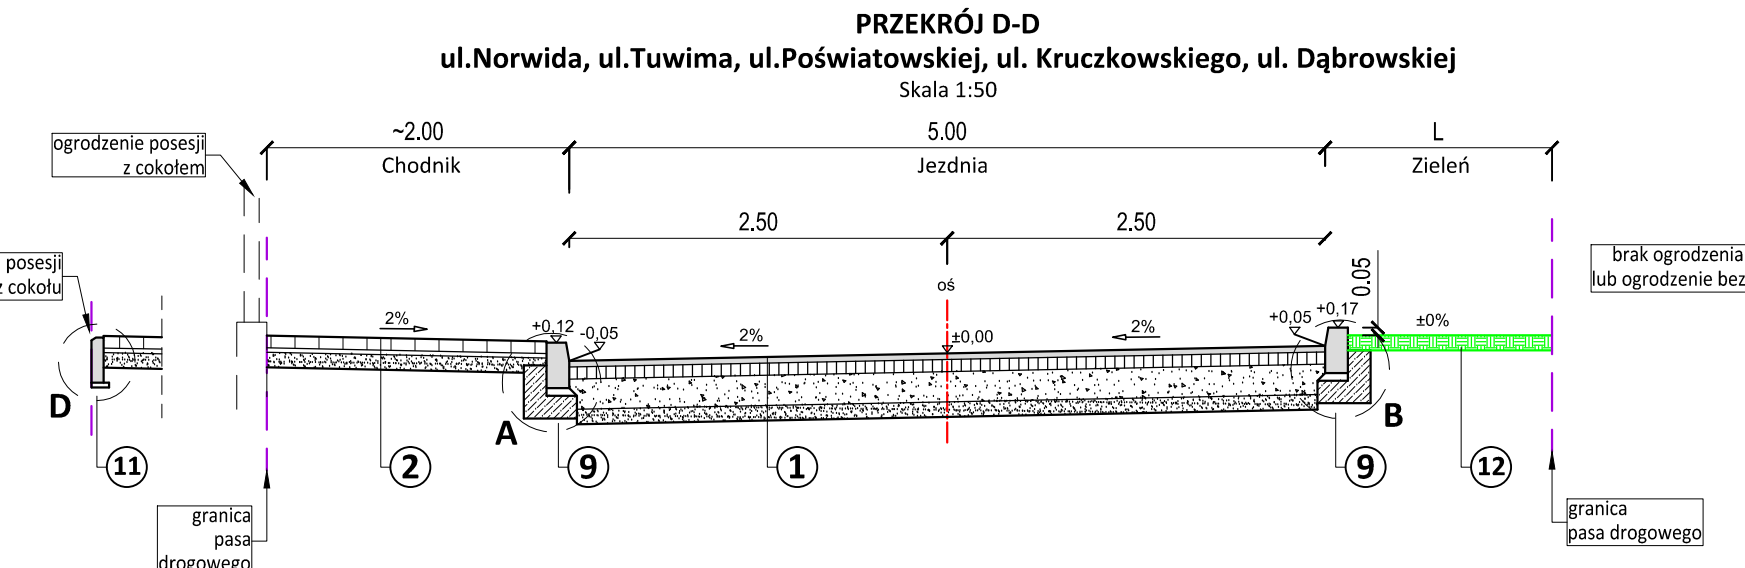 PRZEKRÓJ D-D
ul.Norwida, ul.Tuwima, ul.Poświatowskiej, ul. Kruczkowskiego, ul. Dąbrowskiej
Skala 1:50
~2.00
5.00
L
ogrodzenie posesji
z cokołem
Chodnik
Jezdnia
Zieleń
2.50
2.50
posesji
z cokołu
brak ogrodzenia
lub ogrodzenie bez
0.05
oś
2%
+0,12
-0,05
2%
±0,00
2%
+0,05
+0,17
±0%
D
A
B
11
2
9
1
9
12
granica
pasa
drogowego
granica
pasa drogowego